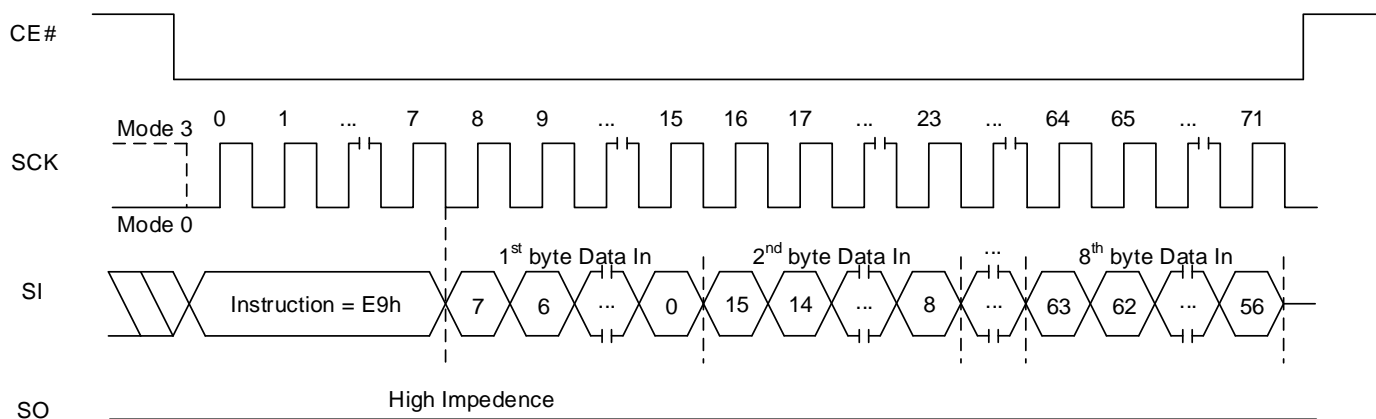 CE#
0 1 ... 7 8 9 ... 15 16 17 ... 23 ... 64 65 ... 71
Mode 3
SCK
Mode 0
1st byte Data In 2nd byte Data In ... 8th byte Data In
SI
Instruction = E9h 7 6 ... 0 15 14 ... 8 ... 63 62 ... 56
High Impedence
SO